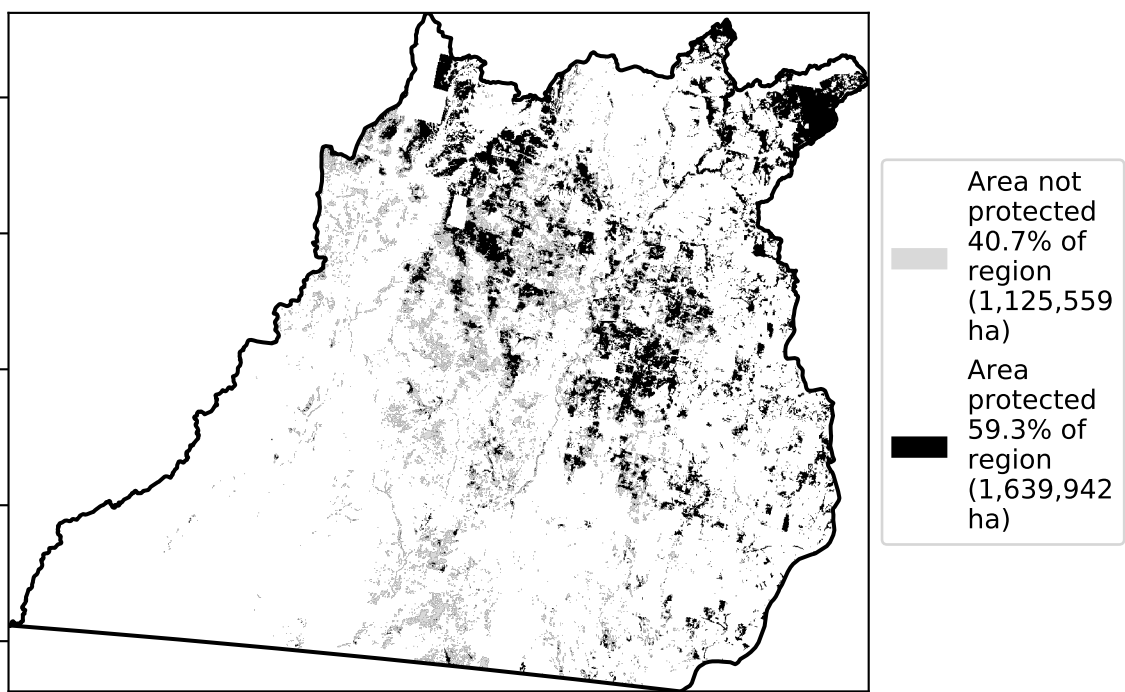 Area not
protected
40.7% of
region
(1,125,559
ha)
Area
protected
59.3% of
region
(1,639,942
ha)